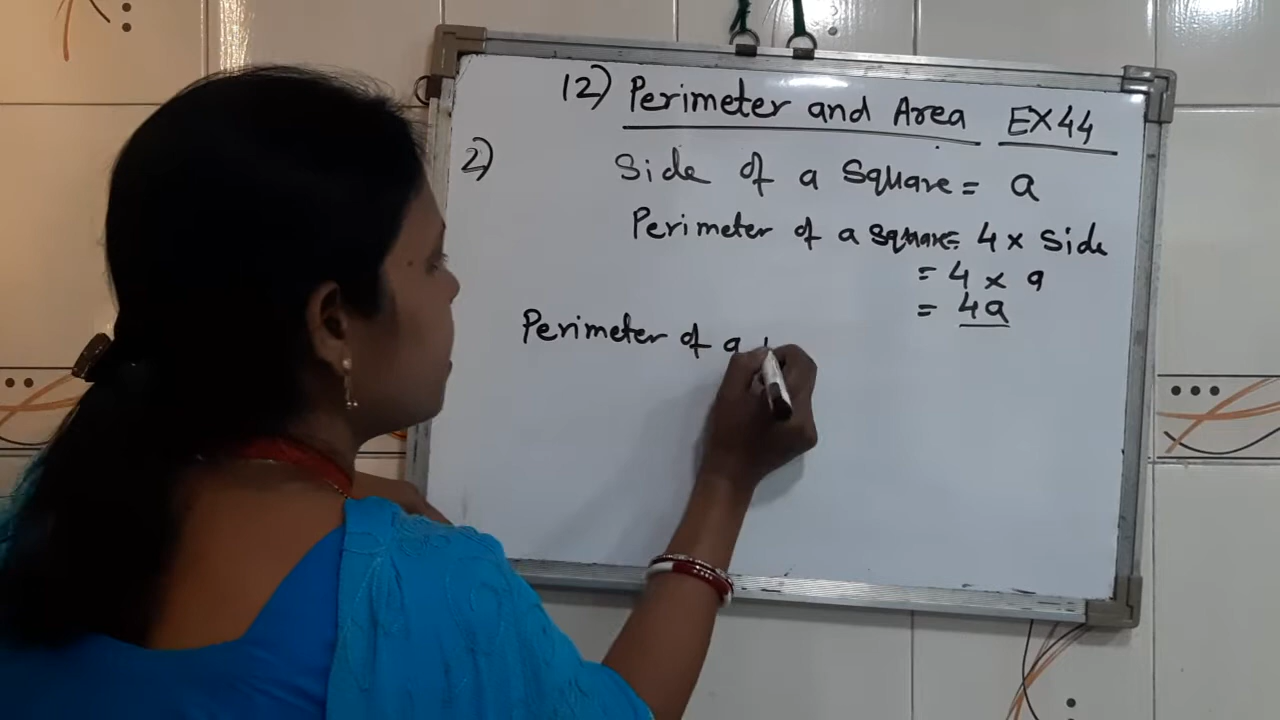 12) Perimeter and Area EX44
2) Side of a Square = a
Perimeter of a square = 4 × Side
= 4 × a
= 4a
Perimeter of a